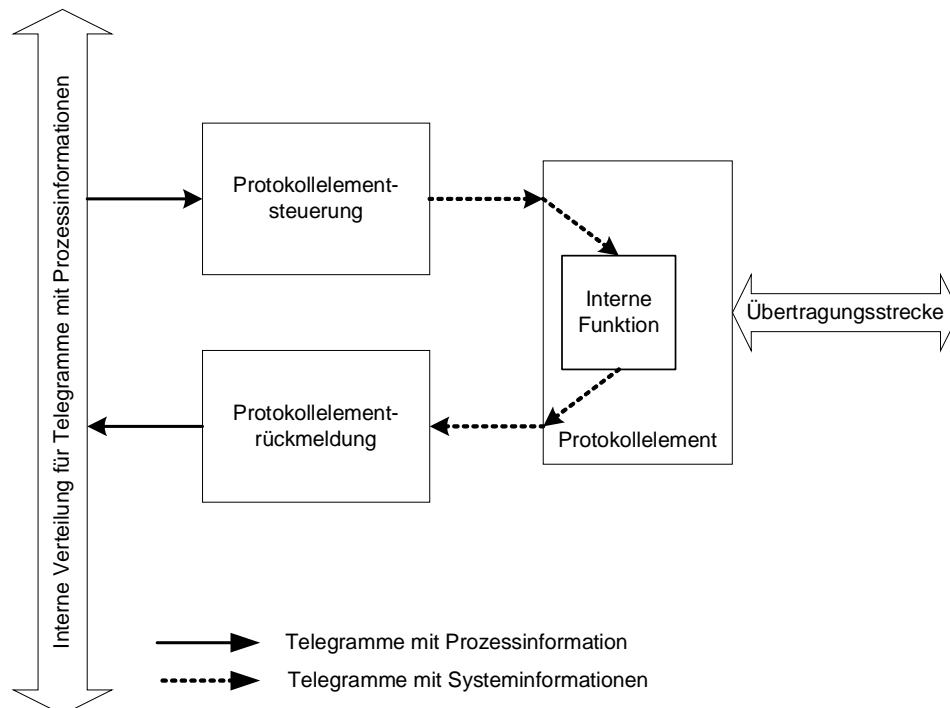 Interne Verteilung für Telegramme mit Prozessinformationen
Protokollelement-
steuerung
Interne
Funktion
Übertragungsstrecke
Protokollelement-
rückmeldung
Protokollelement
Telegramme mit Prozessinformation
Telegramme mit Systeminformationen